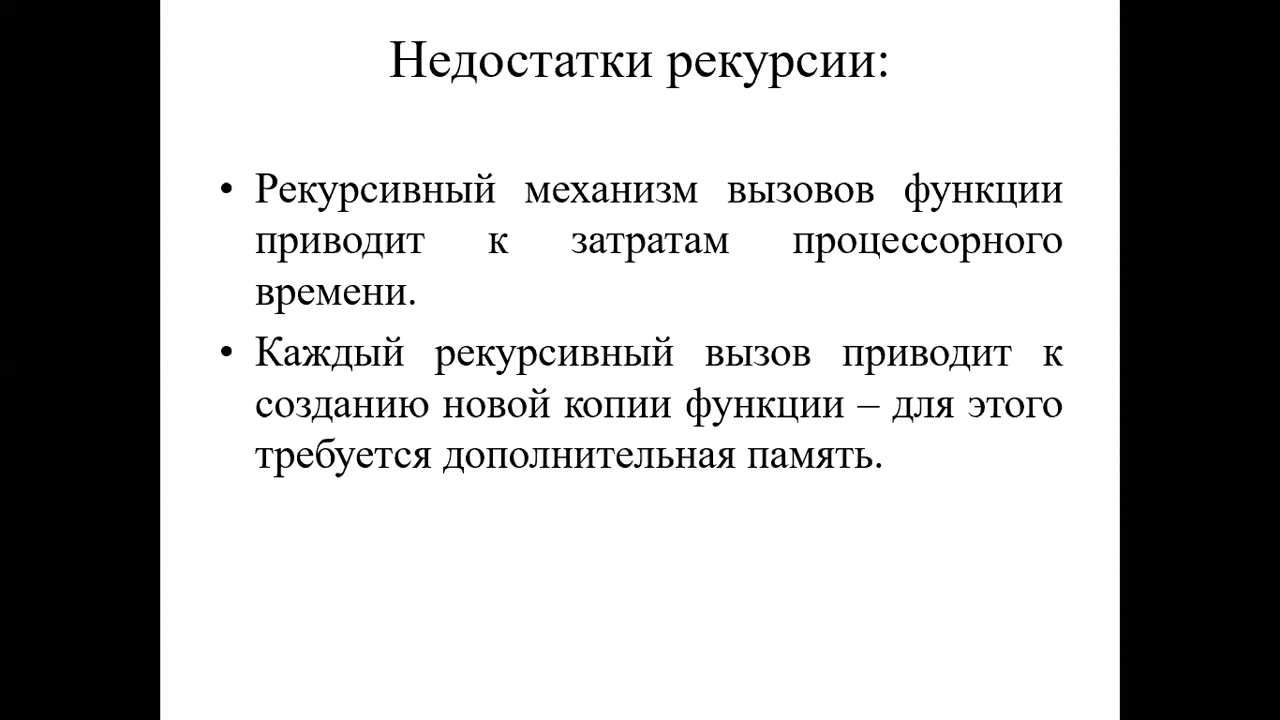 Недостатки рекурсии:
• Рекурсивный механизм вызовов функции
приводит к затратам процессорного
времени.
• Каждый рекурсивный вызов приводит к
созданию новой копии функции – для этого
требуется дополнительная память.